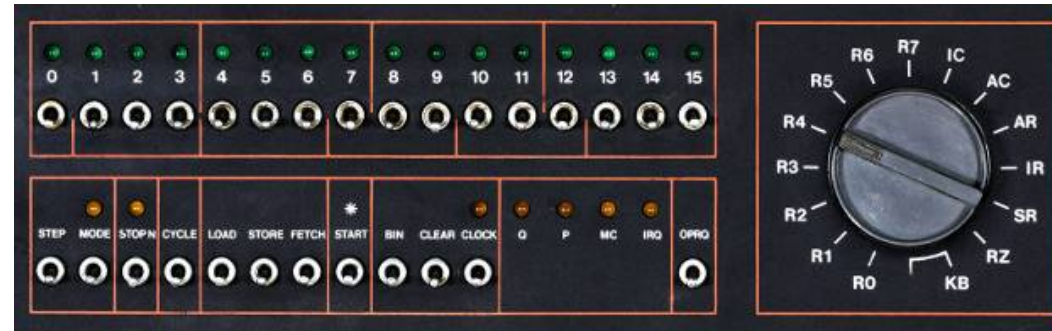 0 1 2 3 4 5 6 7 8 9 10 11 12 13 14 15
STEP MODE STOP N CYCLE LOAD STORE FETCH START BIN CLEAR CLOCK Q P MC IRQ OPRQ
R0
R1
R2
R3
R4
R5
R6
R7
IC
AC
AR
IR
SR
RZ
KB